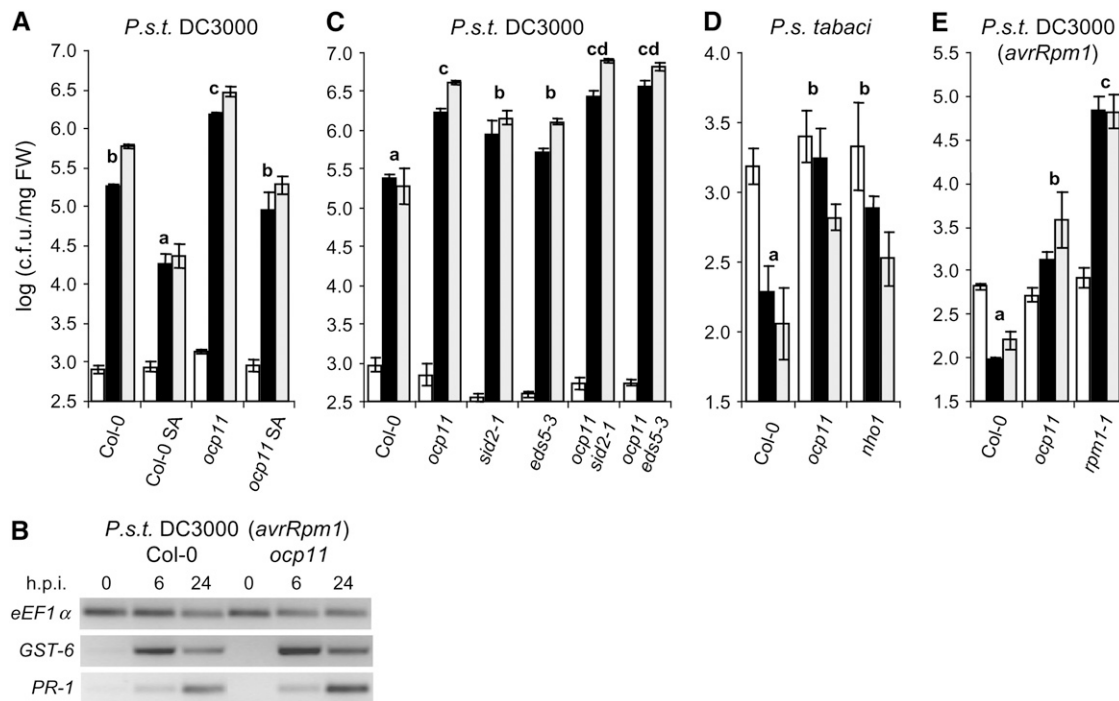 A
P.s.t. DC3000
log (c.f.u./mg FW)
7.0
6.5
6.0
5.5
5.0
4.5
4.0
3.5
3.0
2.5
b
a
c
b
Col-0
Col-0 SA
ocp11
ocp11 SA
C
P.s.t. DC3000
7.0
6.5
6.0
5.5
5.0
4.5
4.0
3.5
3.0
2.5
a
c
b
b
cd
cd
Col-0
ocp11
sid2-1
eds5-3
ocp11
sid2-1
ocp11
eds5-3
D
P.s. tabaci
4.0
3.5
3.0
2.5
2.0
1.5
a
b
b
Col-0
ocp11
nho1
E
P.s.t. DC3000
(avrRpm1)
6.0
5.5
5.0
4.5
4.0
3.5
3.0
2.5
2.0
1.5
a
b
c
Col-0
ocp11
rpm1-1
B
P.s.t. DC3000 (avrRpm1)
Col-0 ocp11
h.p.i. 0 6 24 0 6 24
eEF1α
GST-6
PR-1